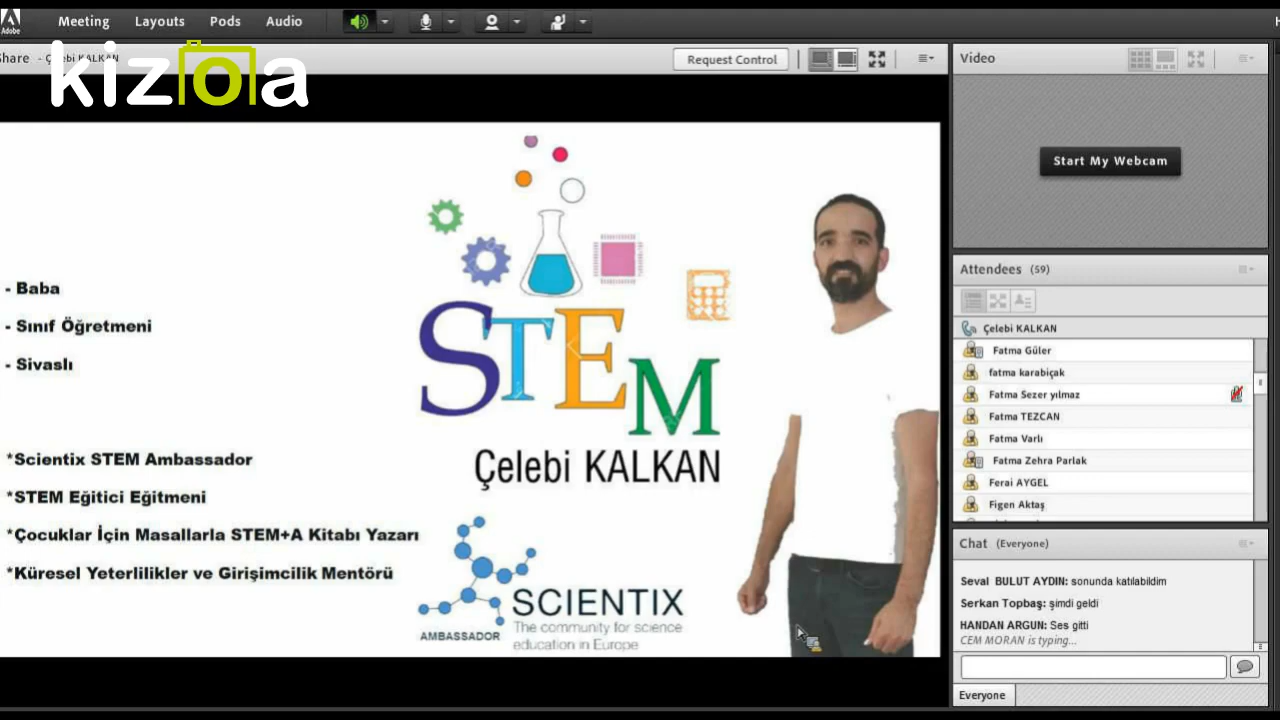 Adobe
Meeting Layouts Pods Audio
Share - Çelebi KALKAN
kizoa
Request Control
- Baba
- Sınıf Öğretmeni
- Sivaslı
*Scientix STEM Ambassador
*STEM Eğitici Eğitmeni
*Çocuklar İçin Masallarla STEM+A Kitabı Yazarı
*Küresel Yeterlilikler ve Girişimcilik Mentörü
STEM
Çelebi KALKAN
SCIENTIX
The community for science
education in Europe
AMBASSADOR
Video
Start My Webcam
Attendees (59)
Çelebi KALKAN
Fatma Güler
fatma karabıçak
Fatma Sezer yılmaz
Fatma TEZCAN
Fatma Varlı
Fatma Zehra Parlak
Ferai AYGEL
Figen Aktaş
Chat (Everyone)
Seval BULUT AYDIN: sonunda katılabildim
Serkan Topbaş: şimdi geldi
HANDAN ARGUN: Ses gitti
CEM MORAN is typing...
Everyone